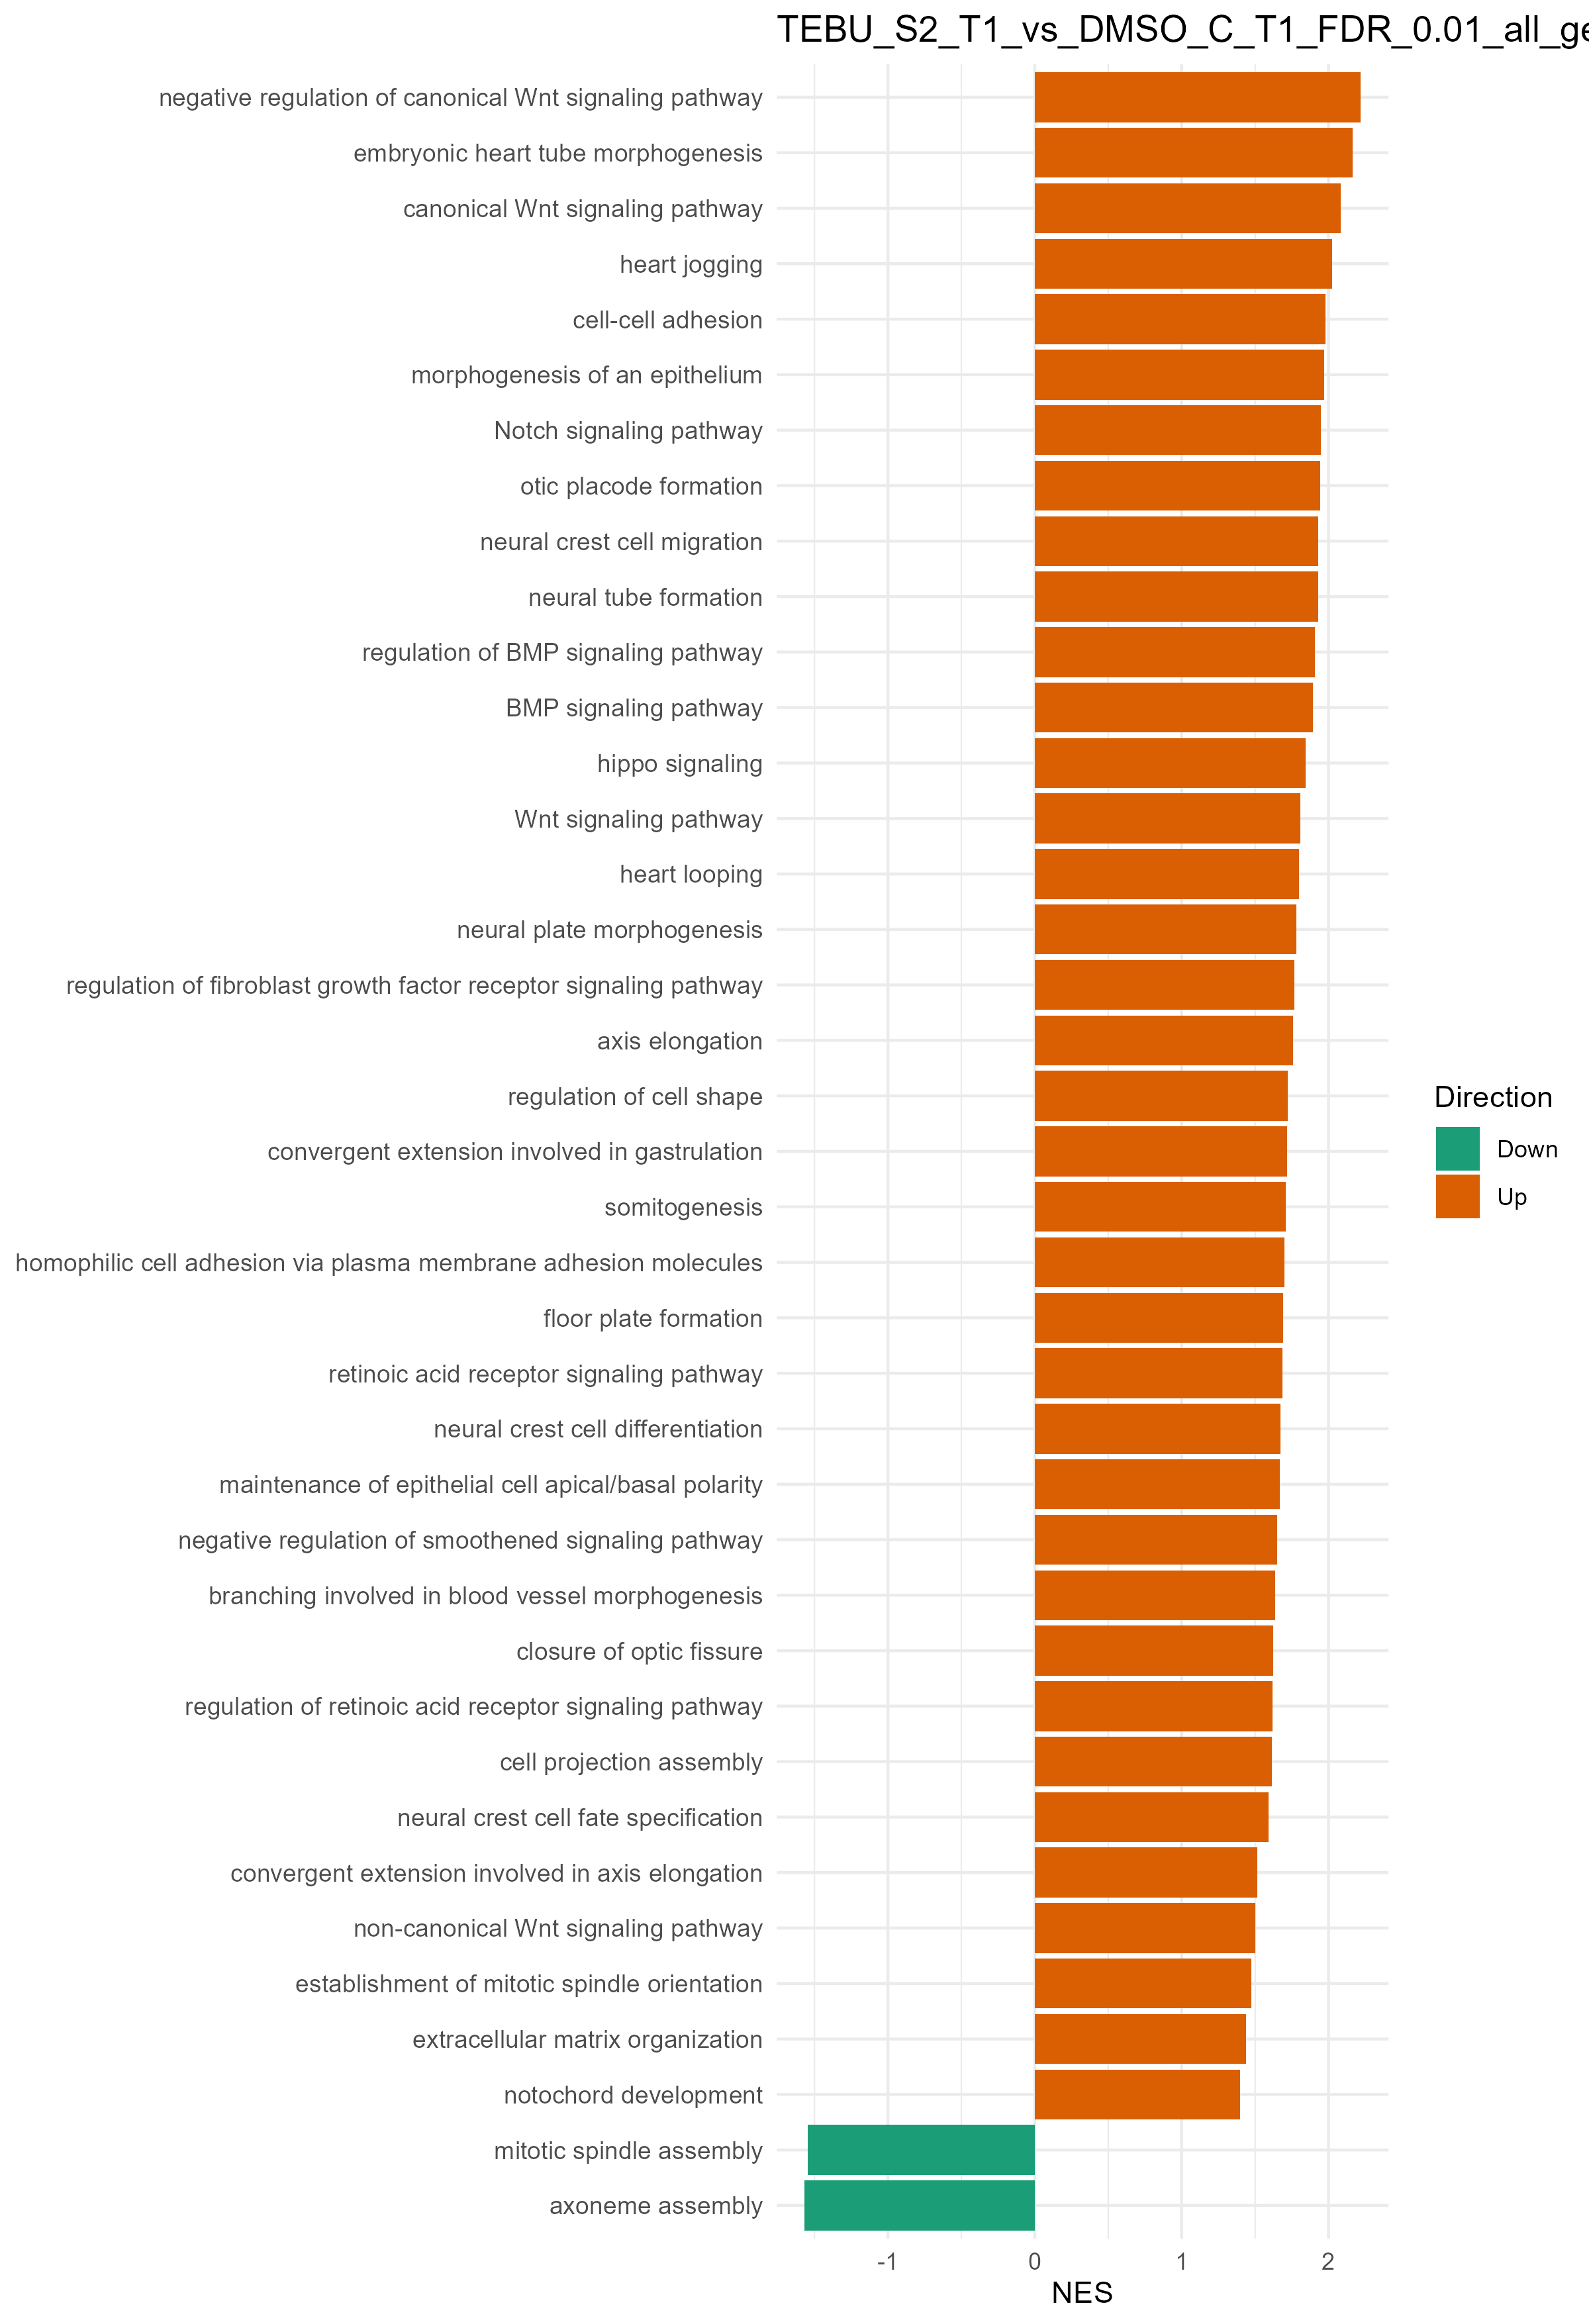 TEBU_S2_T1_vs_DMSO_C_T1_FDR_0.01_all_ge
negative regulation of canonical Wnt signaling pathway
embryonic heart tube morphogenesis
canonical Wnt signaling pathway
heart jogging
cell-cell adhesion
morphogenesis of an epithelium
Notch signaling pathway
otic placode formation
neural crest cell migration
neural tube formation
regulation of BMP signaling pathway
BMP signaling pathway
hippo signaling
Wnt signaling pathway
heart looping
neural plate morphogenesis
regulation of fibroblast growth factor receptor signaling pathway
axis elongation
regulation of cell shape
convergent extension involved in gastrulation
somitogenesis
homophilic cell adhesion via plasma membrane adhesion molecules
floor plate formation
retinoic acid receptor signaling pathway
neural crest cell differentiation
maintenance of epithelial cell apical/basal polarity
negative regulation of smoothened signaling pathway
branching involved in blood vessel morphogenesis
closure of optic fissure
regulation of retinoic acid receptor signaling pathway
cell projection assembly
neural crest cell fate specification
convergent extension involved in axis elongation
non-canonical Wnt signaling pathway
establishment of mitotic spindle orientation
extracellular matrix organization
notochord development
mitotic spindle assembly
axoneme assembly
-1 0 1 2
NES
Direction
Down
Up